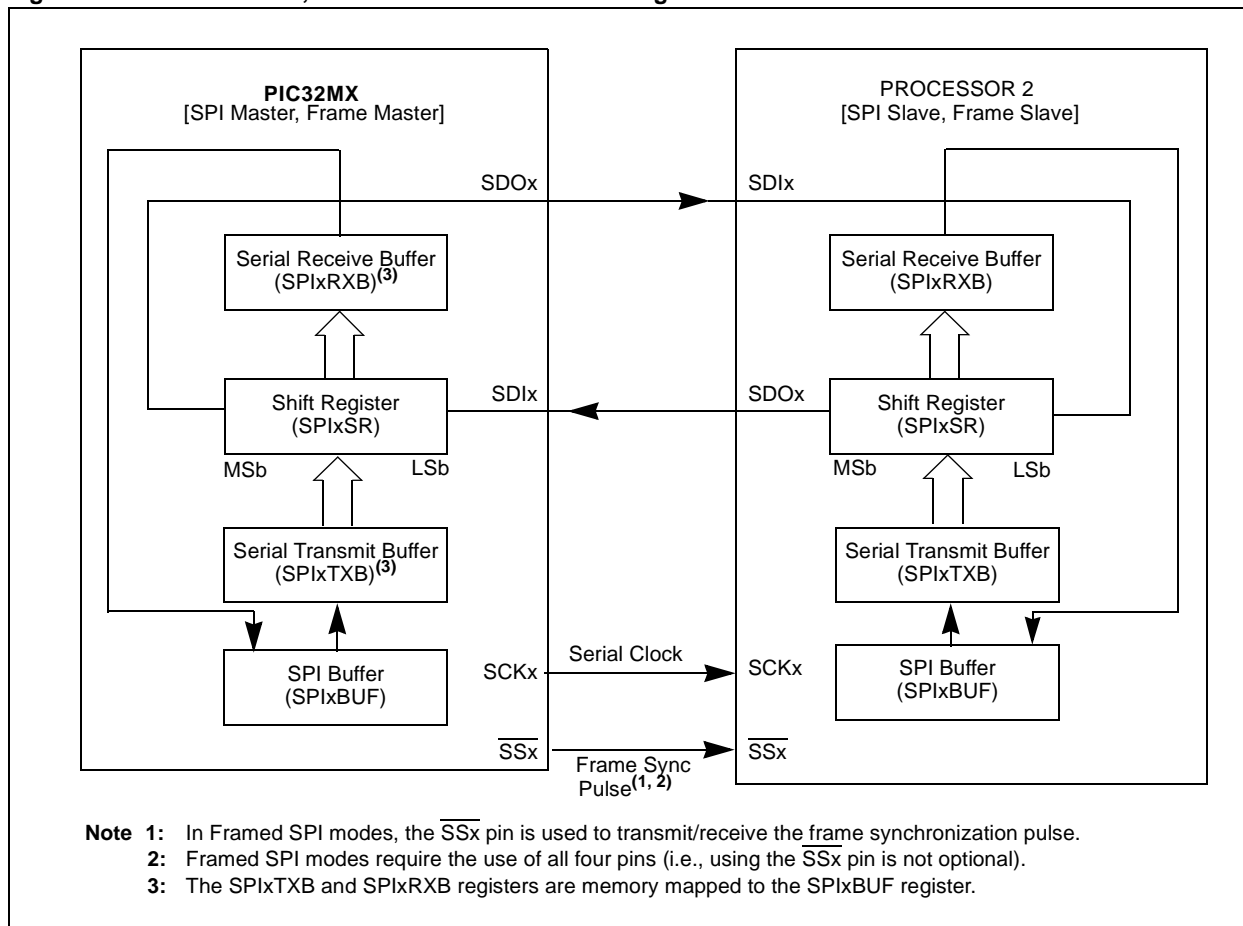 PIC32MX
[SPI Master, Frame Master]
PROCESSOR 2
[SPI Slave, Frame Slave]
SDOx
SDIx
Serial Receive Buffer
(SPIxRXB)(3)
Serial Receive Buffer
(SPIxRXB)
SDIx
SDOx
Shift Register
(SPIxSR)
Shift Register
(SPIxSR)
MSb
LSb
MSb
LSb
Serial Transmit Buffer
(SPIxTXB)(3)
Serial Transmit Buffer
(SPIxTXB)
SPI Buffer
(SPIxBUF)
SCKx
Serial Clock
SCKx
SPI Buffer
(SPIxBUF)
SSx
Frame Sync
Pulse(1, 2)
SSx
Note 1: In Framed SPI modes, the SSx pin is used to transmit/receive the frame synchronization pulse.
2: Framed SPI modes require the use of all four pins (i.e., using the SSx pin is not optional).
3: The SPIxTXB and SPIxRXB registers are memory mapped to the SPIxBUF register.